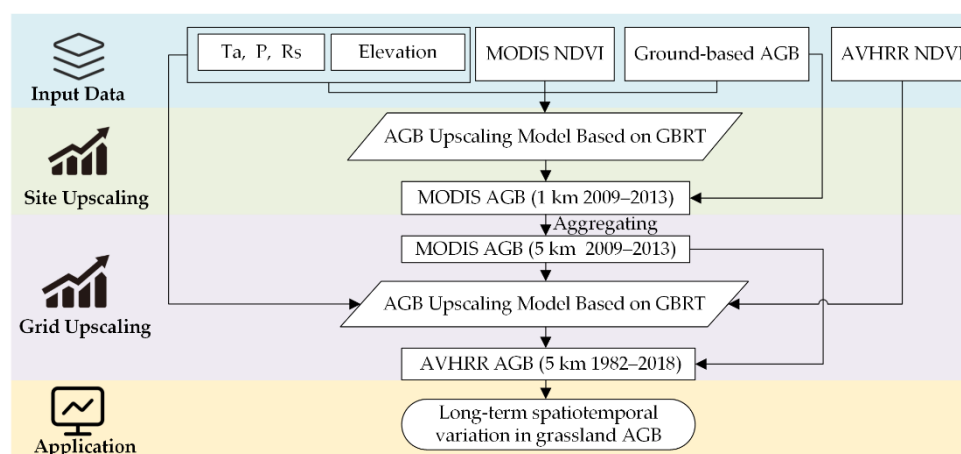 Ta, P, Rs
Elevation
MODIS NDVI
Ground-based AGB
AVHRR NDVI
Input Data
AGB Upscaling Model Based on GBRT
MODIS AGB (1 km 2009–2013)
Site Upscaling
Aggregating
MODIS AGB (5 km 2009–2013)
AGB Upscaling Model Based on GBRT
Grid Upscaling
AVHRR AGB (5 km 1982–2018)
Long-term spatiotemporal
variation in grassland AGB
Application